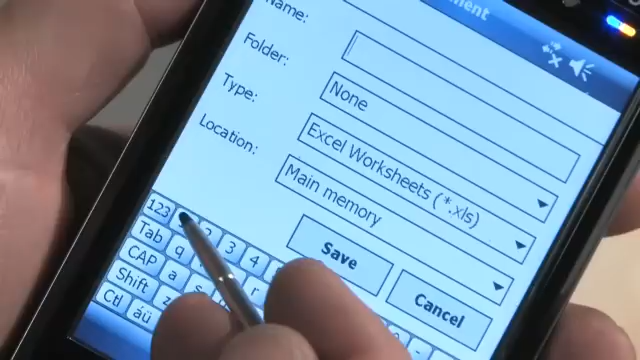 ment
Name:
Folder:
None
Type:
Excel Worksheets (*.xls)
Location:
Main memory
Save
Cancel
123 2 3 4
Tab q r
CAP a s
Shift z
Ctl áü